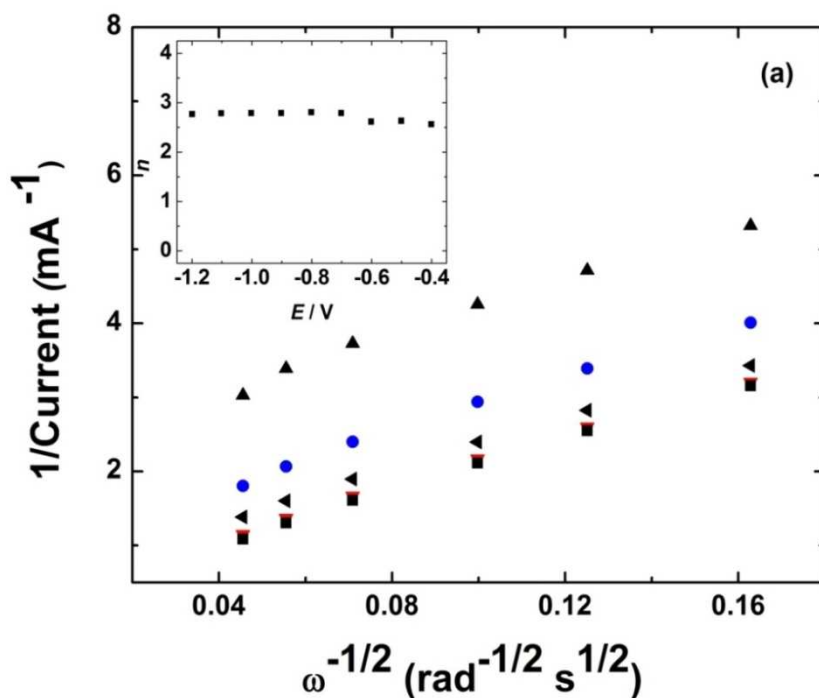 (a)
4
3
2
1
0
n
-1.2 -1.0 -0.8 -0.6 -0.4
E / V
8
6
4
2
1/Current (mA⁻¹)
0.04 0.08 0.12 0.16
ω⁻¹/² (rad⁻¹/² s¹/²)